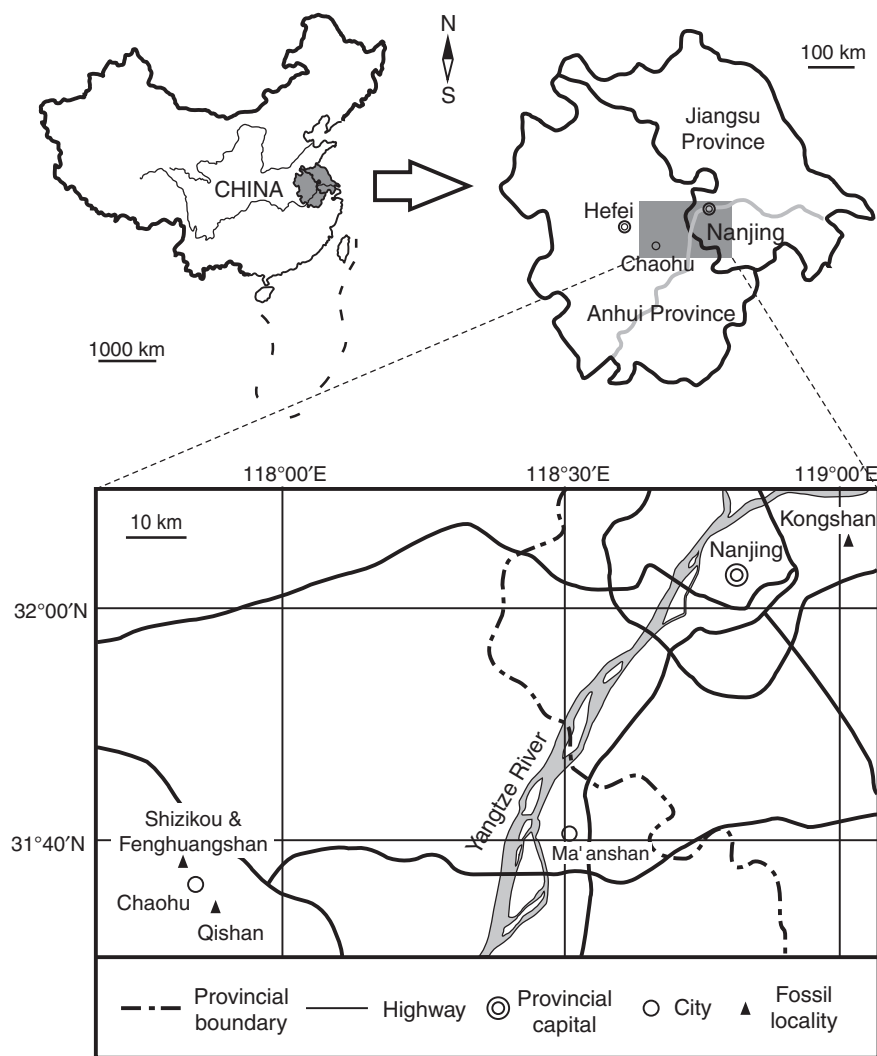 N
S
100 km
Jiangsu
Province
CHINA
Hefei
Nanjing
Chaohu
Anhui Province
1000 km
118°00′E
118°30′E
119°00′E
10 km
Kongshan
Nanjing
32°00′N
Yangtze River
Shizikou &
Fenghuangshan
31°40′N
Ma'anshan
Chaohu
Qishan
Provincial
boundary
Highway
Provincial
capital
City
Fossil
locality